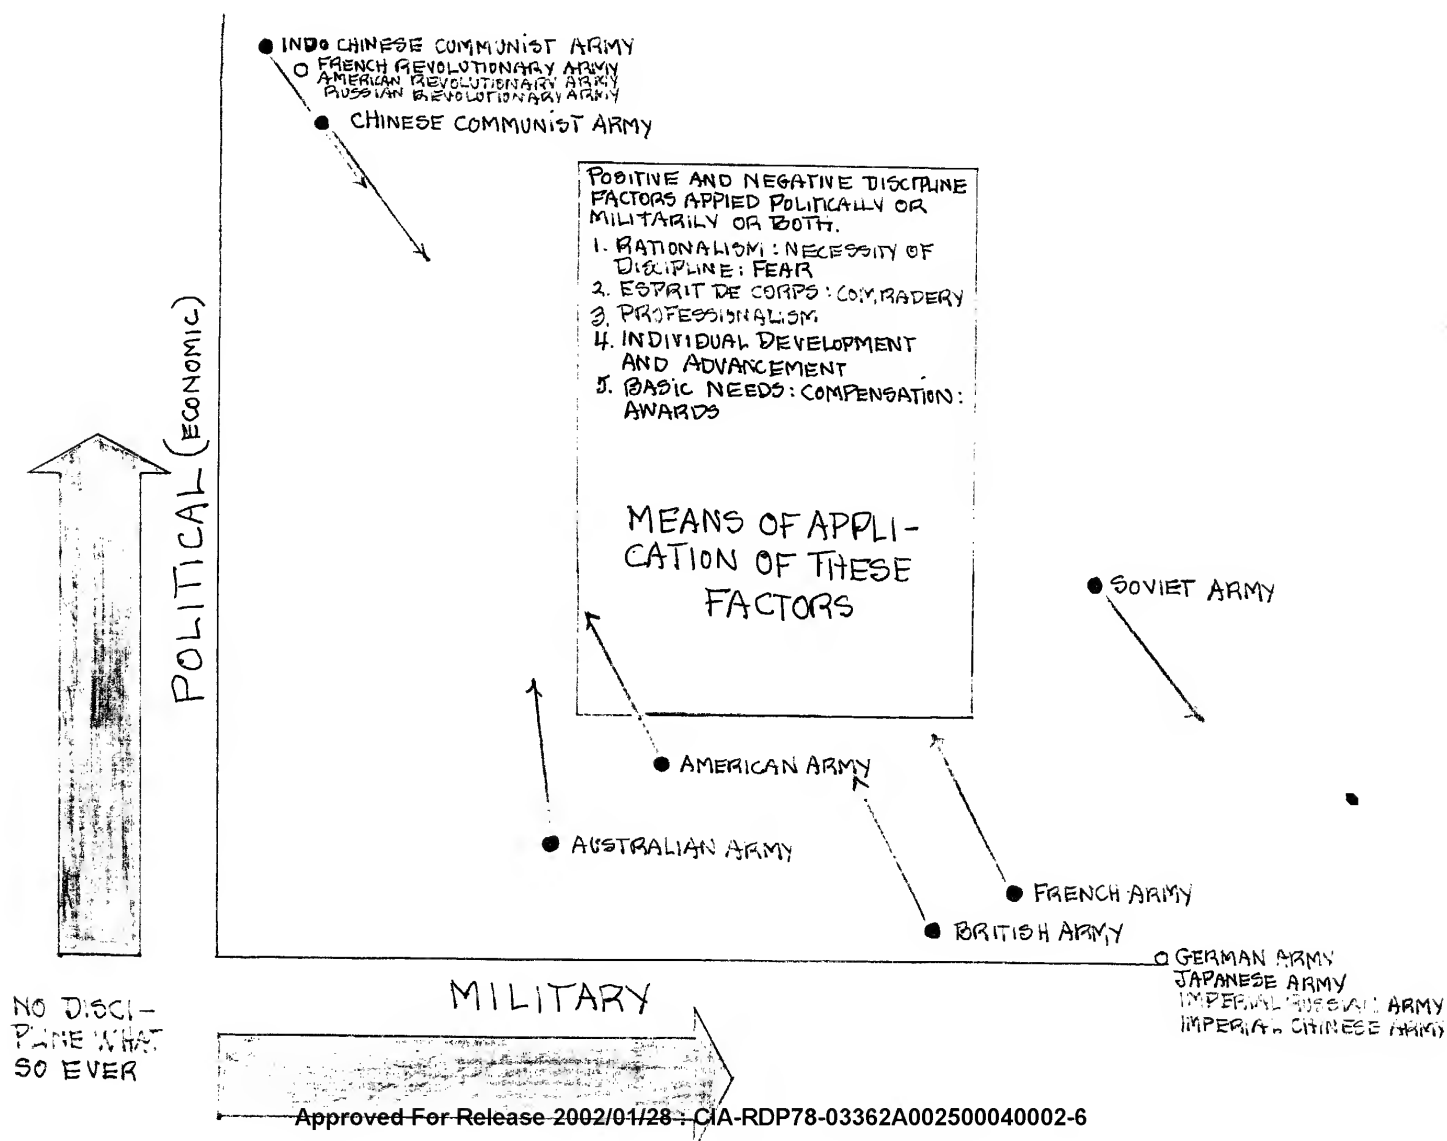 INDO CHINESE COMMUNIST ARMY
FRENCH REVOLUTIONARY ARMY
AMERICAN REVOLUTIONARY ARMY
RUSSIAN REVOLUTIONARY ARMY
CHINESE COMMUNIST ARMY
POSITIVE AND NEGATIVE DISCIPLINE
FACTORS APPIED POLITICALLY OR
MILITARILY OR BOTH.
1. RATIONALISM : NECESSITY OF
DISCIPLINE : FEAR
2. ESPRIT DE CORPS : COMRADERY
3. PROFESSIONALISM
4. INDIVIDUAL DEVELOPMENT
AND ADVANCEMENT
5. BASIC NEEDS : COMPENSATION :
AWARDS
MEANS OF APPLI-
CATION OF THESE
FACTORS
POLITICAL (ECONOMIC)
SOVIET ARMY
AMERICAN ARMY
AUSTRALIAN ARMY
FRENCH ARMY
BRITISH ARMY
GERMAN ARMY
JAPANESE ARMY
IMPERIAL RUSSIAN ARMY
IMPERIAL CHINESE ARMY
MILITARY
NO DISCI-
PLINE WHAT
SO EVER
Approved For Release 2002/01/28 : CIA-RDP78-03362A002500040002-6